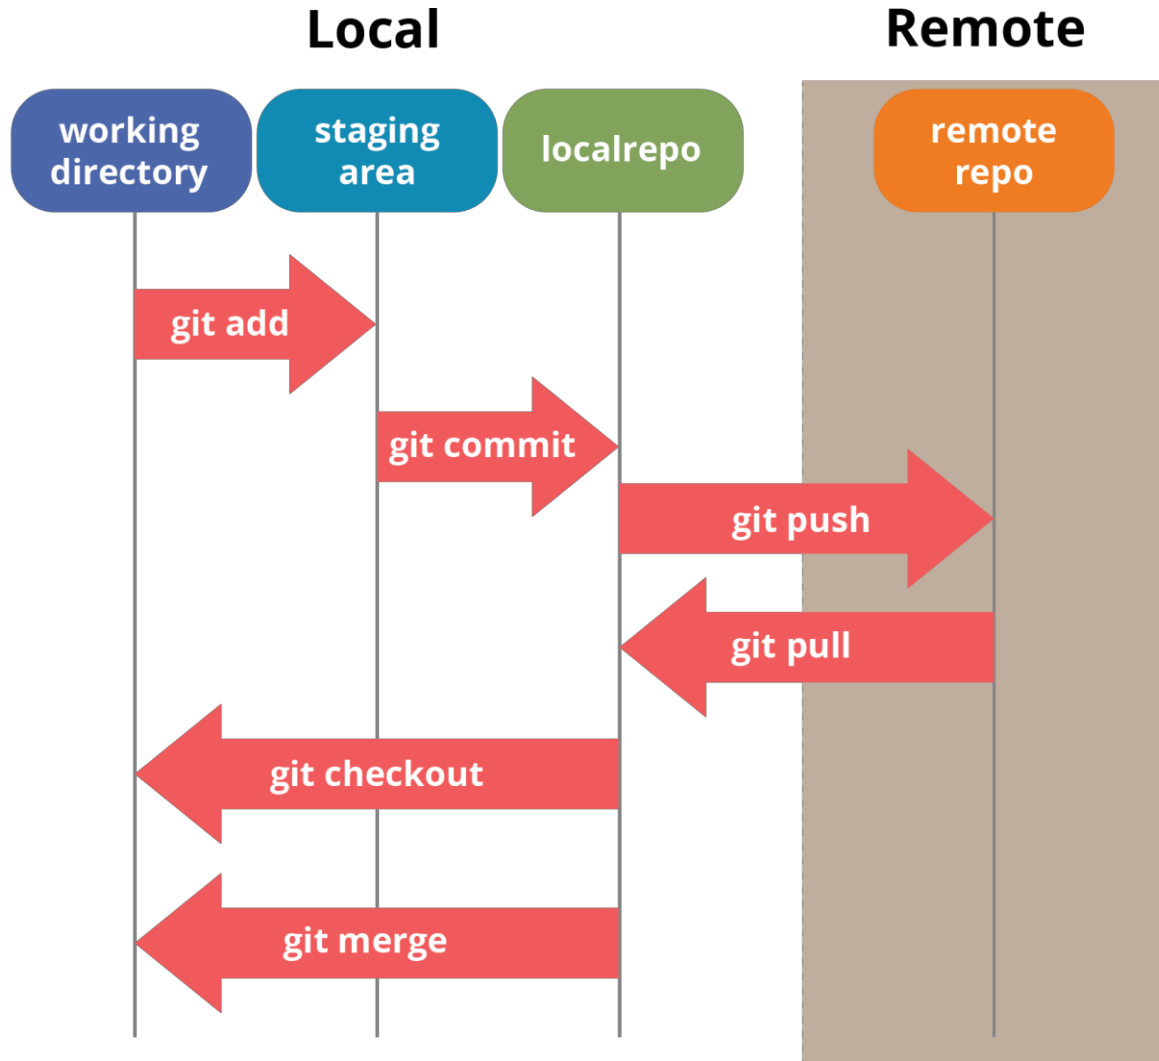 Local
Remote
working
directory
staging
area
localrepo
remote
repo
git add
git commit
git push
git pull
git checkout
git merge